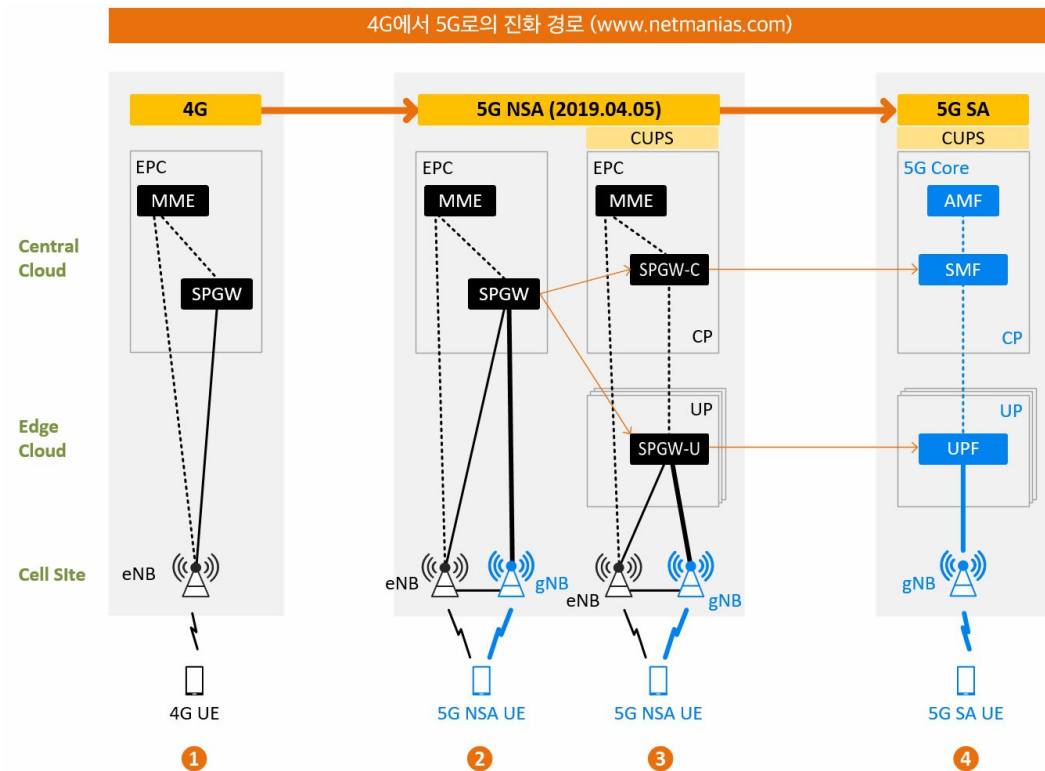 4G에서 5G로의 진화 경로 (www.netmanias.com)
4G
5G NSA (2019.04.05)
5G SA
CUPS
CUPS
EPC
EPC
EPC
5G Core
MME
MME
MME
AMF
Central
Cloud
SPGW
SPGW
SPGW-C
SMF
CP
CP
Edge
Cloud
UP
UP
SPGW-U
UPF
Cell SIte
eNB
eNB
gNB
eNB
gNB
gNB
4G UE
5G NSA UE
5G NSA UE
5G SA UE
1
2
3
4